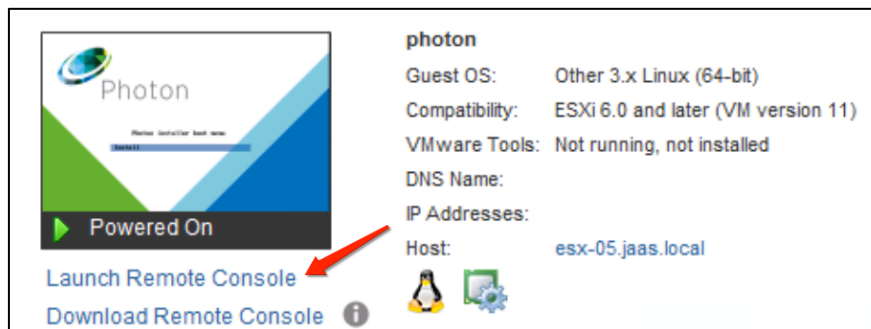 Photon
Photon installer boot menu
Install
Powered On
Launch Remote Console
Download Remote Console
photon
Guest OS: Other 3.x Linux (64-bit)
Compatibility: ESXi 6.0 and later (VM version 11)
VMware Tools: Not running, not installed
DNS Name:
IP Addresses:
Host: esx-05.jaas.local